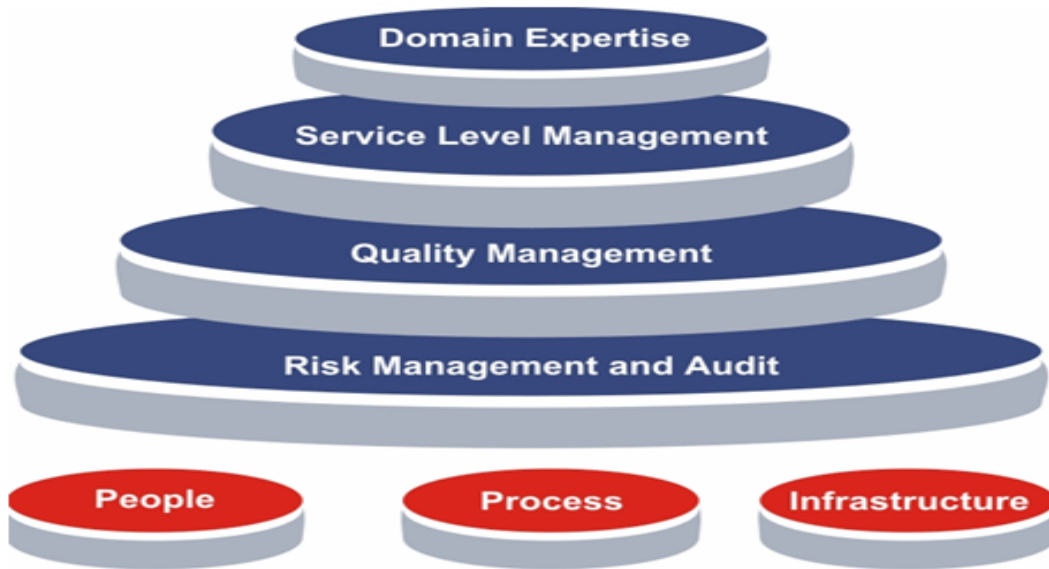 Domain Expertise
Service Level Management
Quality Management
Risk Management and Audit
People
Process
Infrastructure